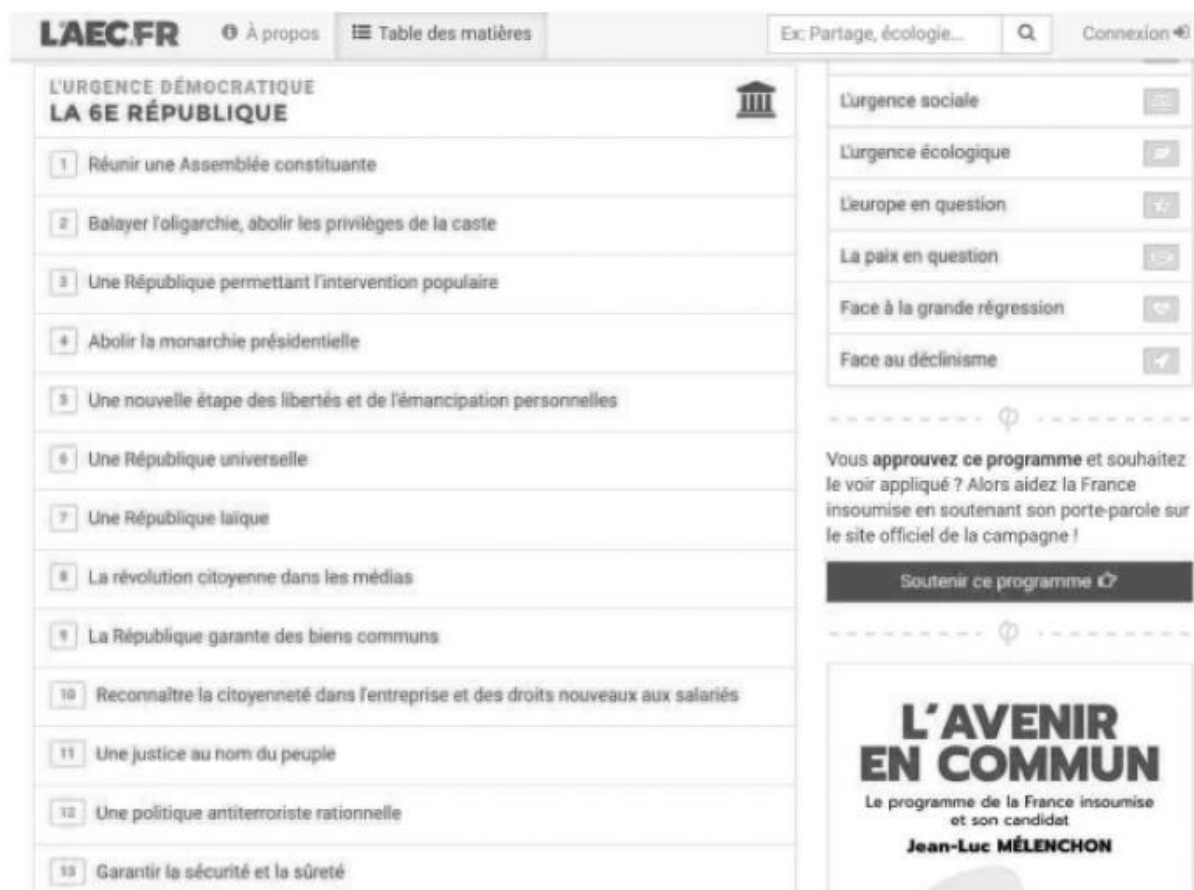 L'AEC.FR À propos Table des matières Ex: Partage, écologie... Connexion
L'URGENCE DÉMOCRATIQUE
LA 6E RÉPUBLIQUE
1 Réunir une Assemblée constituante
2 Balayer l'oligarchie, abolir les privilèges de la caste
3 Une République permettant l'intervention populaire
4 Abolir la monarchie présidentielle
5 Une nouvelle étape des libertés et de l'émancipation personnelles
6 Une République universelle
7 Une République laïque
8 La révolution citoyenne dans les médias
9 La République garante des biens communs
10 Reconnaître la citoyenneté dans l'entreprise et des droits nouveaux aux salariés
11 Une justice au nom du peuple
12 Une politique antiterroriste rationnelle
13 Garantir la sécurité et la sûreté
L'urgence sociale
L'urgence écologique
L'europe en question
La paix en question
Face à la grande régression
Face au déclinisme
Vous approuvez ce programme et souhaitez
le voir appliqué ? Alors aidez la France
insoumise en soutenant son porte-parole sur
le site officiel de la campagne !
Soutenir ce programme
L'AVENIR
EN COMMUN
Le programme de la France insoumise
et son candidat
Jean-Luc MÉLENCHON